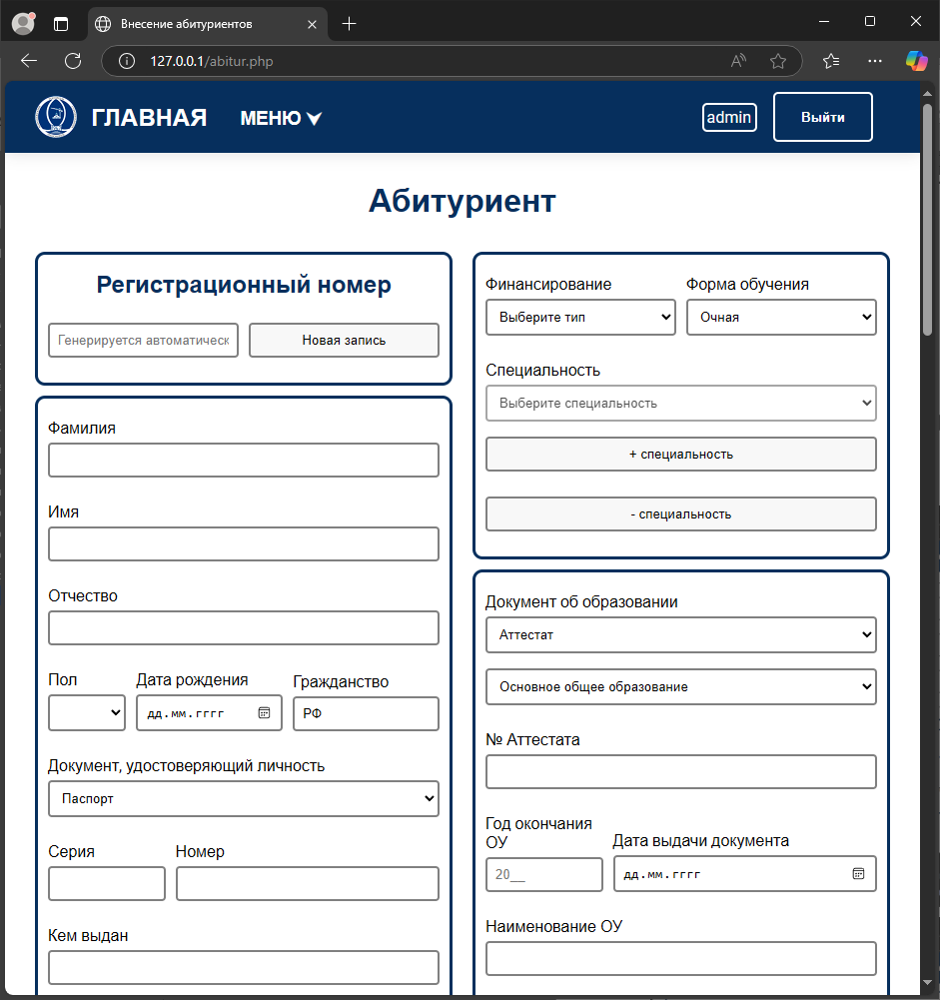 Внесение абитуриентов
127.0.0.1/abitur.php
ГЛАВНАЯ
МЕНЮ
admin
Выйти
Абитуриент
Регистрационный номер
Генерируется автоматическ
Новая запись
Фамилия
Имя
Отчество
Пол
Дата рождения
Гражданство
дд.мм.гггг
РФ
Документ, удостоверяющий личность
Паспорт
Серия
Номер
Кем выдан
Финансирование
Форма обучения
Выберите тип
Очная
Специальность
Выберите специальность
+ специальность
- специальность
Документ об образовании
Аттестат
Основное общее образование
№ Аттестата
Год окончания
ОУ
Дата выдачи документа
20__
дд.мм.гггг
Наименование ОУ